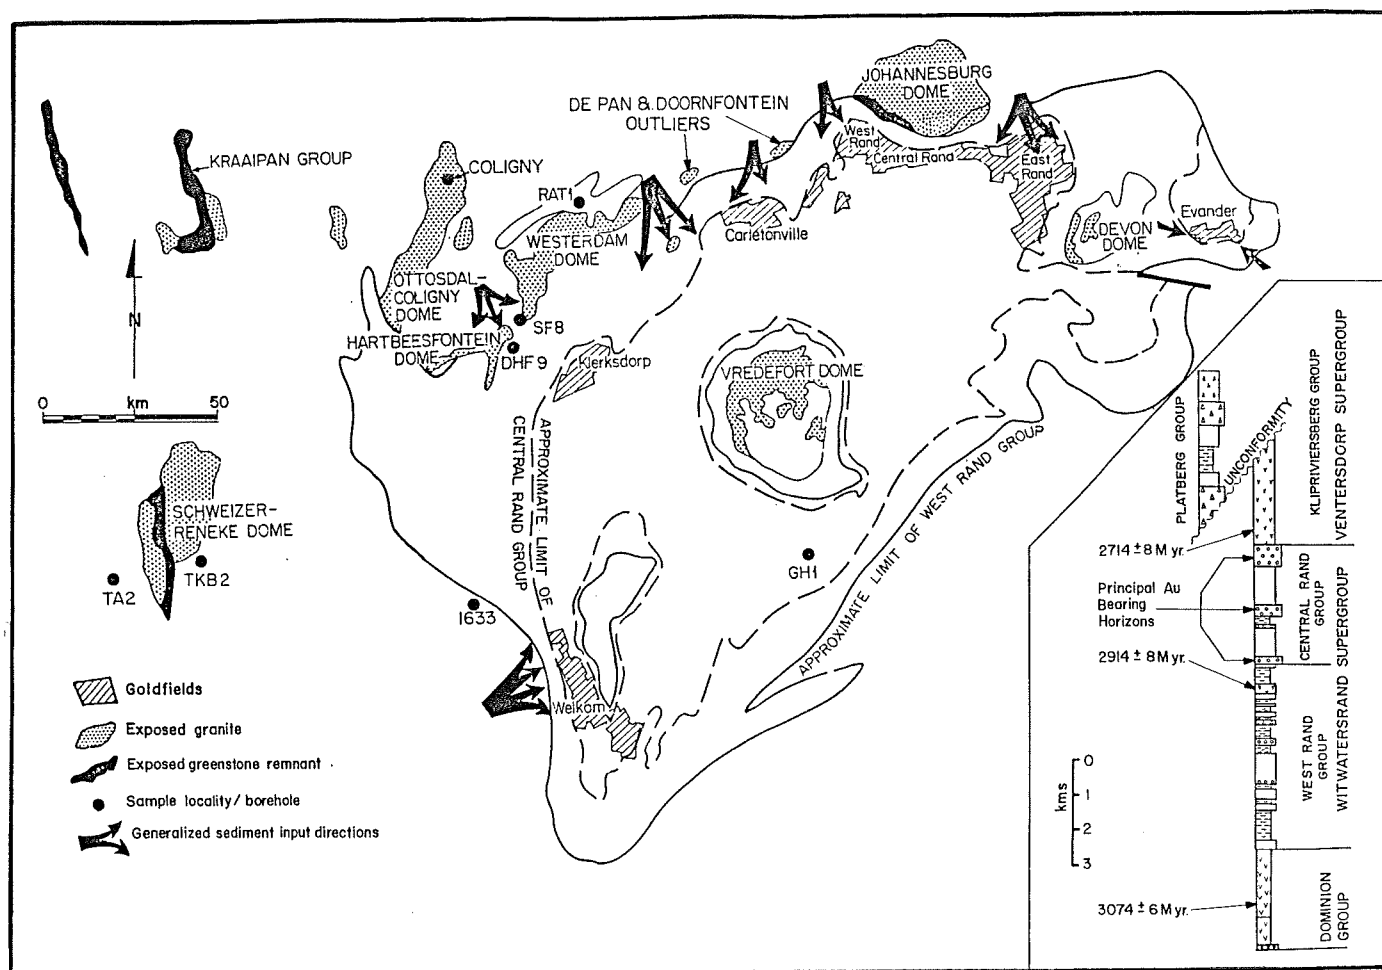 JOHANNESBURG
DOME
DE PAN & DOORNFONTEIN
OUTLIERS
KRAAIPAN GROUP
COLIGNY
RAT1
West
Rand
Central Rand
East
Rand
WESTERDAM
DOME
Carletonville
DEVON
DOME
Evander
OTTOSDAL-
COLIGNY
DOME
N
SF8
HARTBEESFONTEIN
DOME
DHF9
Klerksdorp
VREDEFORT DOME
0 km 50
APPROXIMATE LIMIT OF
CENTRAL RAND GROUP
APPROXIMATE LIMIT OF WEST RAND GROUP
SCHWEIZER-
RENEKE DOME
TA2
TKB2
1633
GH1
Welkom
Goldfields
Exposed granite
Exposed greenstone remnant
Sample locality/borehole
Generalized sediment input directions
PLATBERG GROUP
UNCONFORMITY
KLIPRIVIERSBERG GROUP
VENTERSDORP SUPERGROUP
2714 ± 8 M yr.
Principal Au
Bearing
Horizons
CENTRAL RAND
GROUP
2914 ± 8 M yr.
WEST RAND
GROUP
WITWATERSRAND SUPERGROUP
kms
0
1
2
3
3074 ± 6 M yr.
DOMINION
GROUP